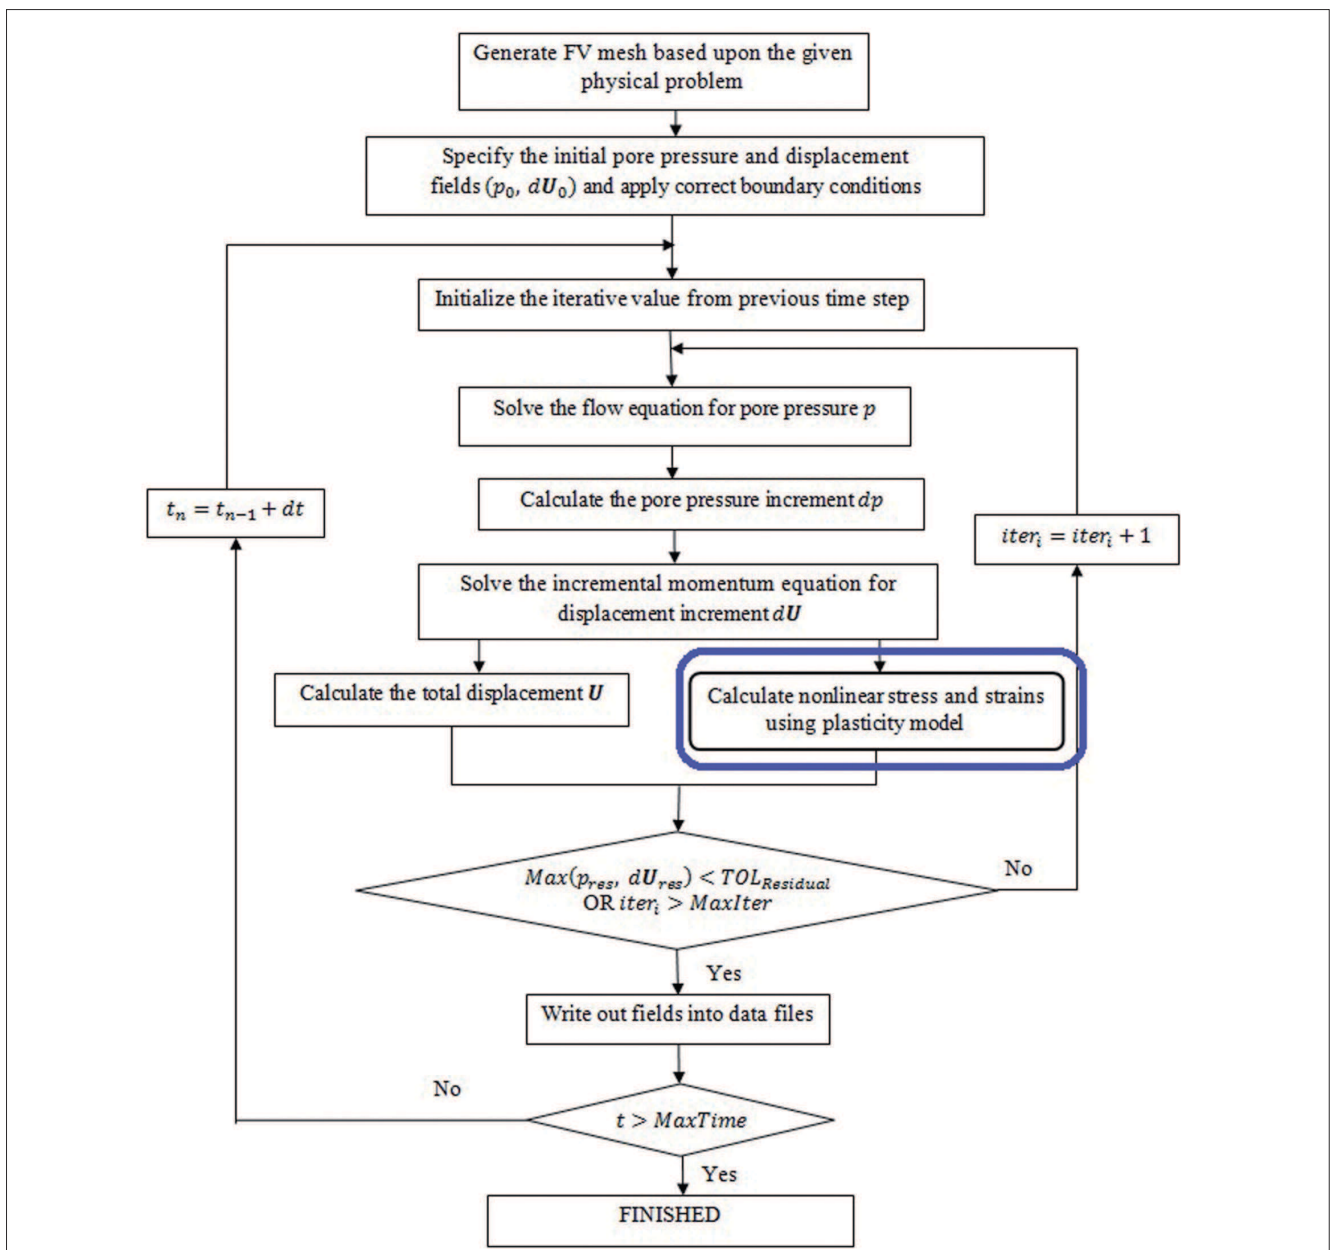 Generate FV mesh based upon the given
physical problem
Specify the initial pore pressure and displacement
fields (p₀, dU₀) and apply correct boundary conditions
Initialize the iterative value from previous time step
Solve the flow equation for pore pressure p
Calculate the pore pressure increment dp
tₙ = tₙ₋₁ + dt
iterᵢ = iterᵢ + 1
Solve the incremental momentum equation for
displacement increment dU
Calculate the total displacement U
Calculate nonlinear stress and strains
using plasticity model
Max(p_res, dU_res) < TOL_Residual
OR iterᵢ > MaxIter
No
Yes
Write out fields into data files
No
t > MaxTime
Yes
FINISHED